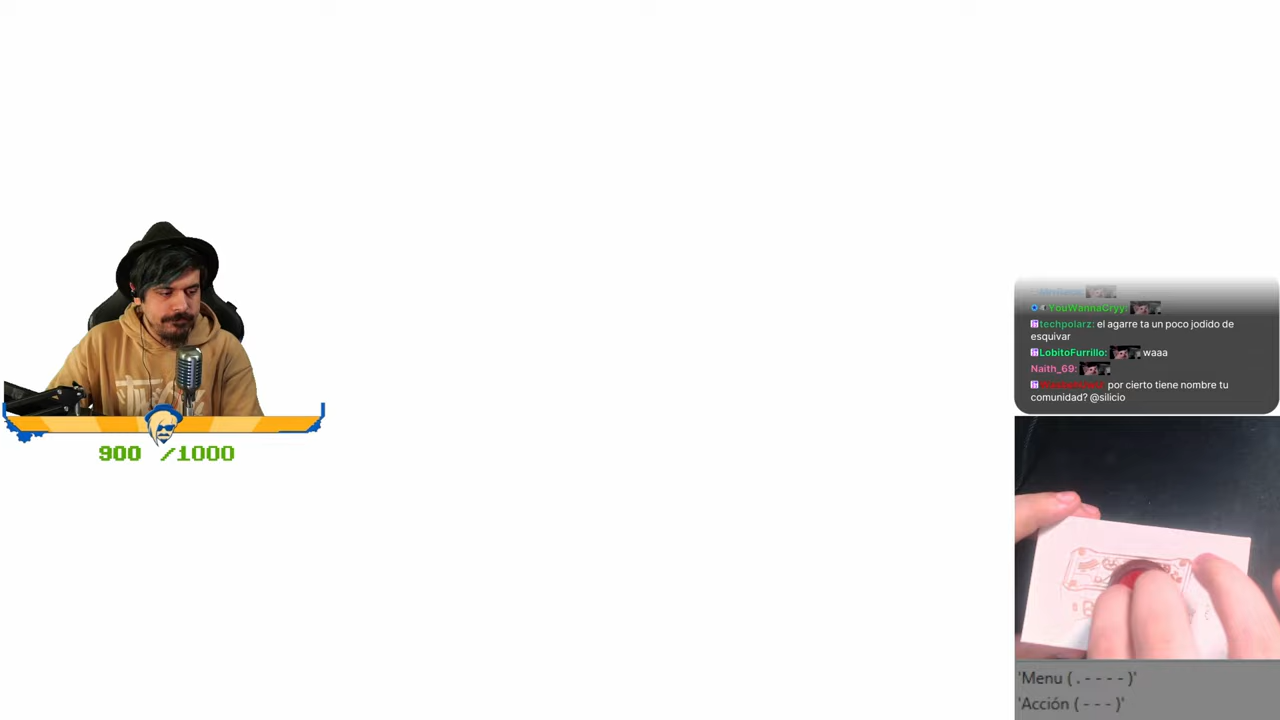 YouWannaCryy:
techpolarz: el agarre ta un poco jodido de
esquivar
LobitoFurrillo: waaa
Naith_69:
por cierto tiene nombre tu
comunidad? @silicio
900 /1000
'Menu ( . - - - - )'
'Acción ( - - - )'